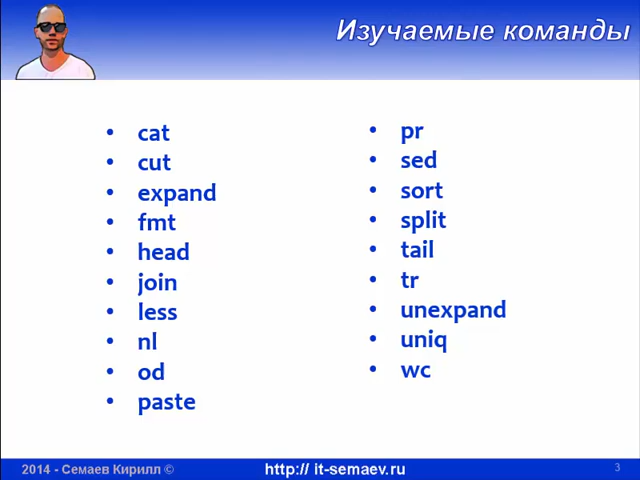 Изучаемые команды
• cat
• cut
• expand
• fmt
• head
• join
• less
• nl
• od
• paste
• pr
• sed
• sort
• split
• tail
• tr
• unexpand
• uniq
• wc
2014 - Семаев Кирилл ©
http:// it-semaev.ru
3